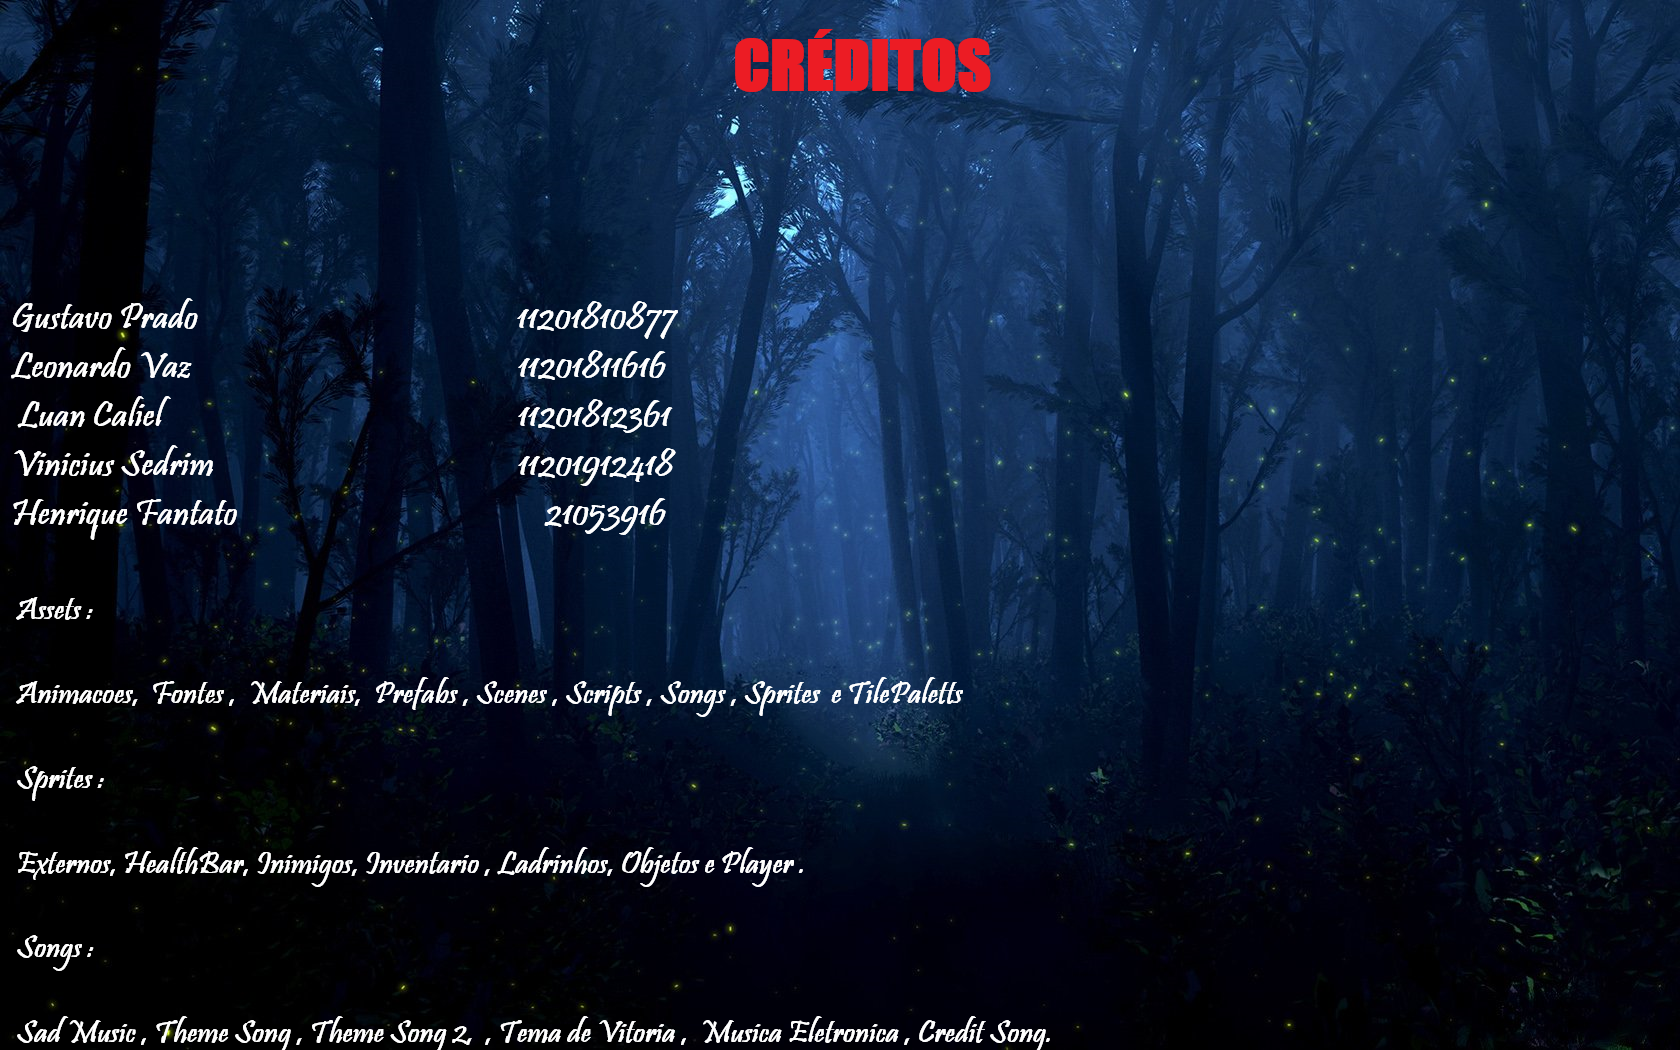 CRÉDITOS
Gustavo Prado 11201810877
Leonardo Vaz 11201811616
Luan Caliel 11201812361
Vinicius Sedrim 11201912418
Henrique Fantato 21053916
Assets :
Animacoes, Fontes , Materiais, Prefabs , Scenes , Scripts , Songs , Sprites e TilePaletts
Sprites :
Externos, HealthBar, Inimigos, Inventario , Ladrinhos, Objetos e Player .
Songs :
Sad Music , Theme Song , Theme Song 2 , , Tema de Vitoria , Musica Eletronica , Credit Song.